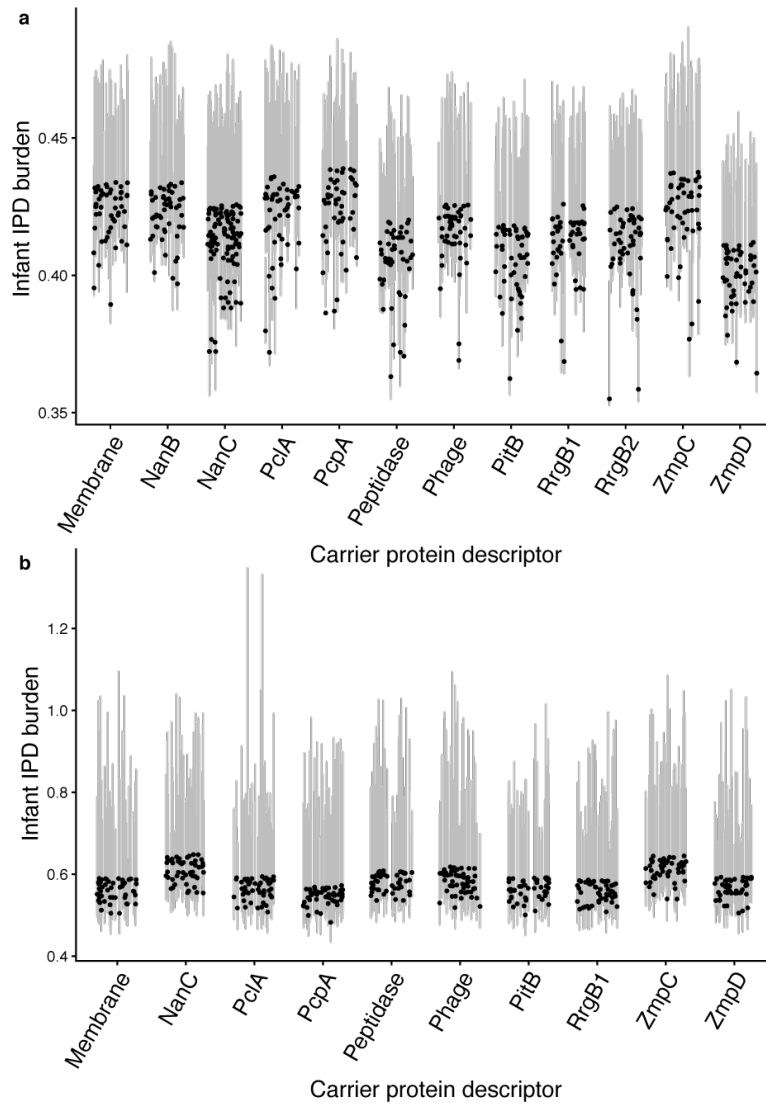 a
Infant IPD burden
0.45
0.40
0.35
Membrane
NanB
NanC
PclA
PcpA
Peptidase
Phage
PitB
RrgB1
RrgB2
ZmpC
ZmpD
Carrier protein descriptor
b
Infant IPD burden
1.2
1.0
0.8
0.6
0.4
Membrane
NanC
PclA
PcpA
Peptidase
Phage
PitB
RrgB1
ZmpC
ZmpD
Carrier protein descriptor